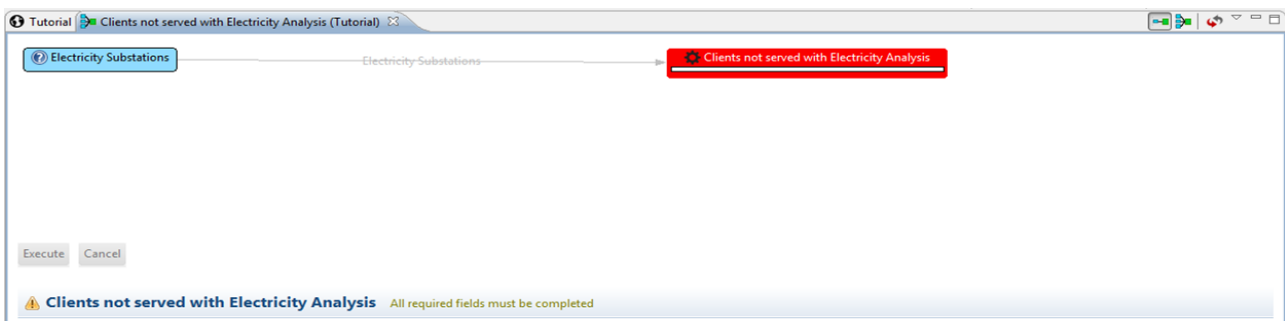 Tutorial Clients not served with Electricity Analysis (Tutorial)
Electricity Substations Electricity Substations Clients not served with Electricity Analysis
Execute Cancel
Clients not served with Electricity Analysis All required fields must be completed